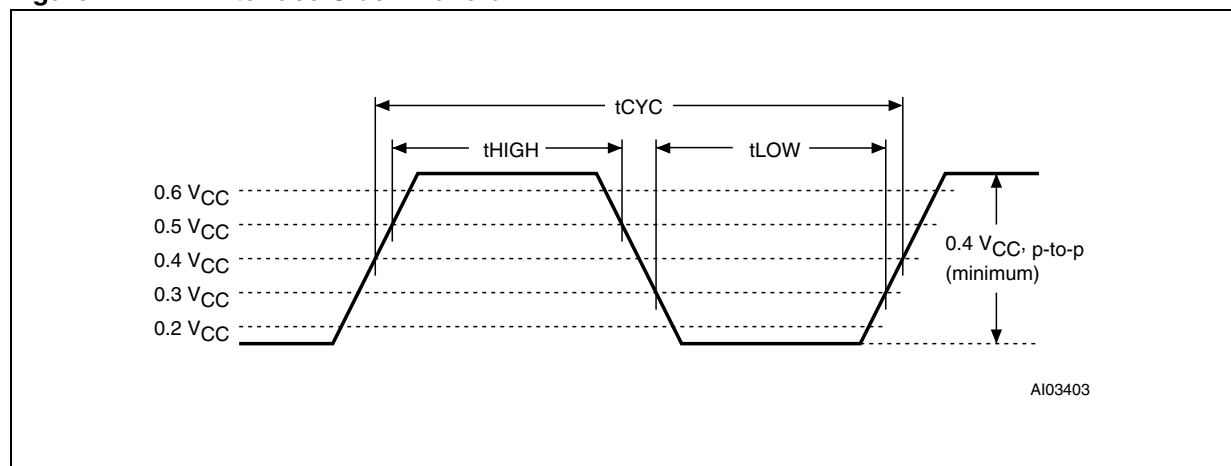 tCYC
tHIGH
tLOW
0.6 VCC
0.5 VCC
0.4 VCC
0.3 VCC
0.2 VCC
0.4 VCC, p-to-p
(minimum)
AI03403